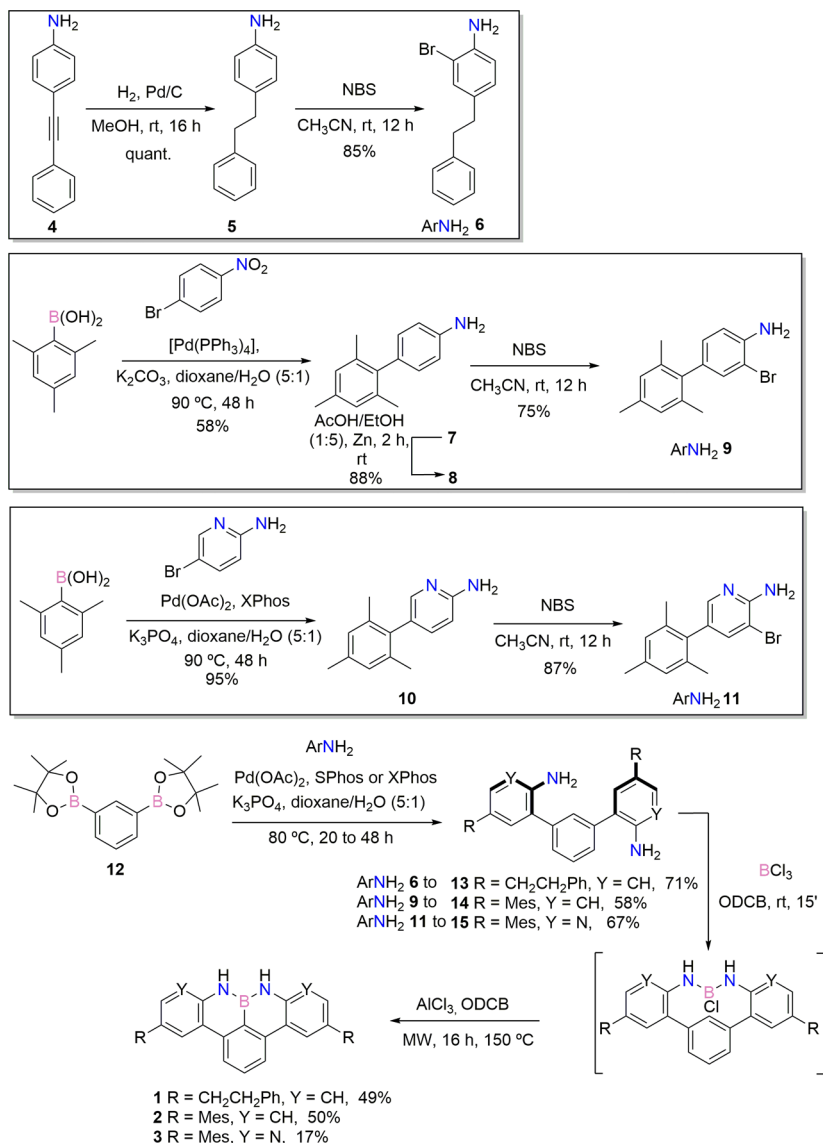 NH2
NH2
NH2
Br
H2, Pd/C
MeOH, rt, 16 h
quant.
NBS
CH3CN, rt, 12 h
85%
4
5
ArNH2 6
B(OH)2
NO2
Br
[Pd(PPh3)4],
K2CO3, dioxane/H2O (5:1)
90 ºC, 48 h
58%
NH2
AcOH/EtOH
(1:5), Zn, 2 h,
rt
88%
7
8
NBS
CH3CN, rt, 12 h
75%
NH2
Br
ArNH2 9
B(OH)2
N
NH2
Br
Pd(OAc)2, XPhos
K3PO4, dioxane/H2O (5:1)
90 ºC, 48 h
95%
N
NH2
10
NBS
CH3CN, rt, 12 h
87%
N
NH2
Br
ArNH2 11
O
B
O
B
O
O
12
ArNH2
Pd(OAc)2, SPhos or XPhos
K3PO4, dioxane/H2O (5:1)
80 ºC, 20 to 48 h
Y
NH2
R
R
Y
NH2
ArNH2 6 to 13 R = CH2CH2Ph, Y = CH, 71%
ArNH2 9 to 14 R = Mes, Y = CH, 58%
ArNH2 11 to 15 R = Mes, Y = N, 67%
BCl3
ODCB, rt, 15'
H
H
Y
N
B
N
Y
Cl
R
R
AlCl3, ODCB
MW, 16 h, 150 ºC
H
H
Y
N
B
N
Y
R
R
1 R = CH2CH2Ph, Y = CH, 49%
2 R = Mes, Y = CH, 50%
3 R = Mes, Y = N, 17%